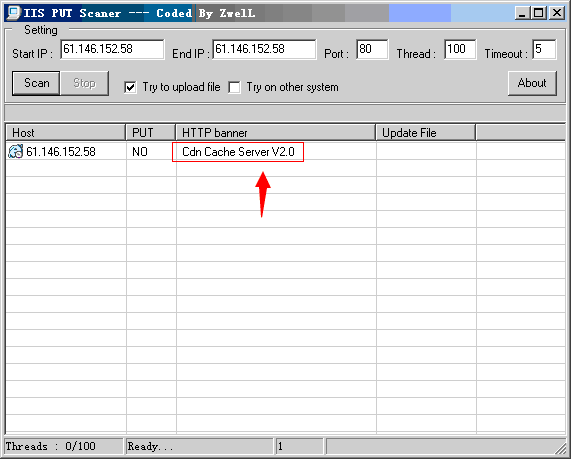 IIS PUT Scaner --- Coded By ZwelL
Setting
Start IP : 61.146.152.58 End IP : 61.146.152.58 Port : 80 Thread : 100 Timeout : 5
Scan Stop Try to upload file Try on other system About
Host PUT HTTP banner Update File
61.146.152.58 NO Cdn Cache Server V2.0
Threads : 0/100 Ready... 1